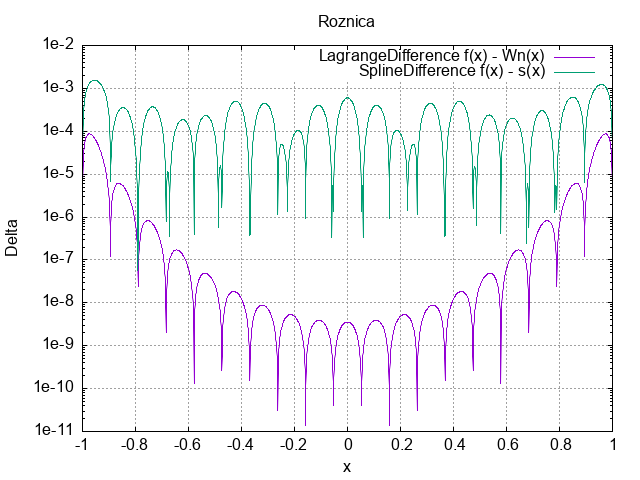 Roznica
1e-2
LagrangeDifference f(x) - Wn(x)
SplineDifference f(x) - s(x)
1e-3
1e-4
1e-5
1e-6
Delta
1e-7
1e-8
1e-9
1e-10
1e-11
-1 -0.8 -0.6 -0.4 -0.2 0 0.2 0.4 0.6 0.8 1
x